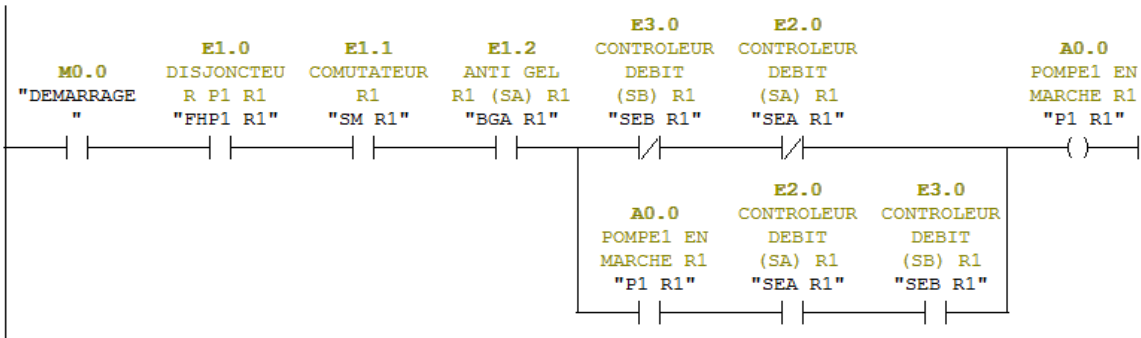 E3.0 E2.0
E1.0 E1.1 E1.2 CONTROLEUR CONTROLEUR A0.0
M0.0 DISJONCTEU COMUTATEUR ANTI GEL DEBIT DEBIT POMPE1 EN
"DEMARRAGE R P1 R1 R1 R1 (SA) R1 (SB) R1 (SA) R1 MARCHE R1
" "FHP1 R1" "SM R1" "BGA R1" "SEB R1" "SEA R1" "P1 R1"
E2.0 E3.0
A0.0 CONTROLEUR CONTROLEUR
POMPE1 EN DEBIT DEBIT
MARCHE R1 (SA) R1 (SB) R1
"P1 R1" "SEA R1" "SEB R1"